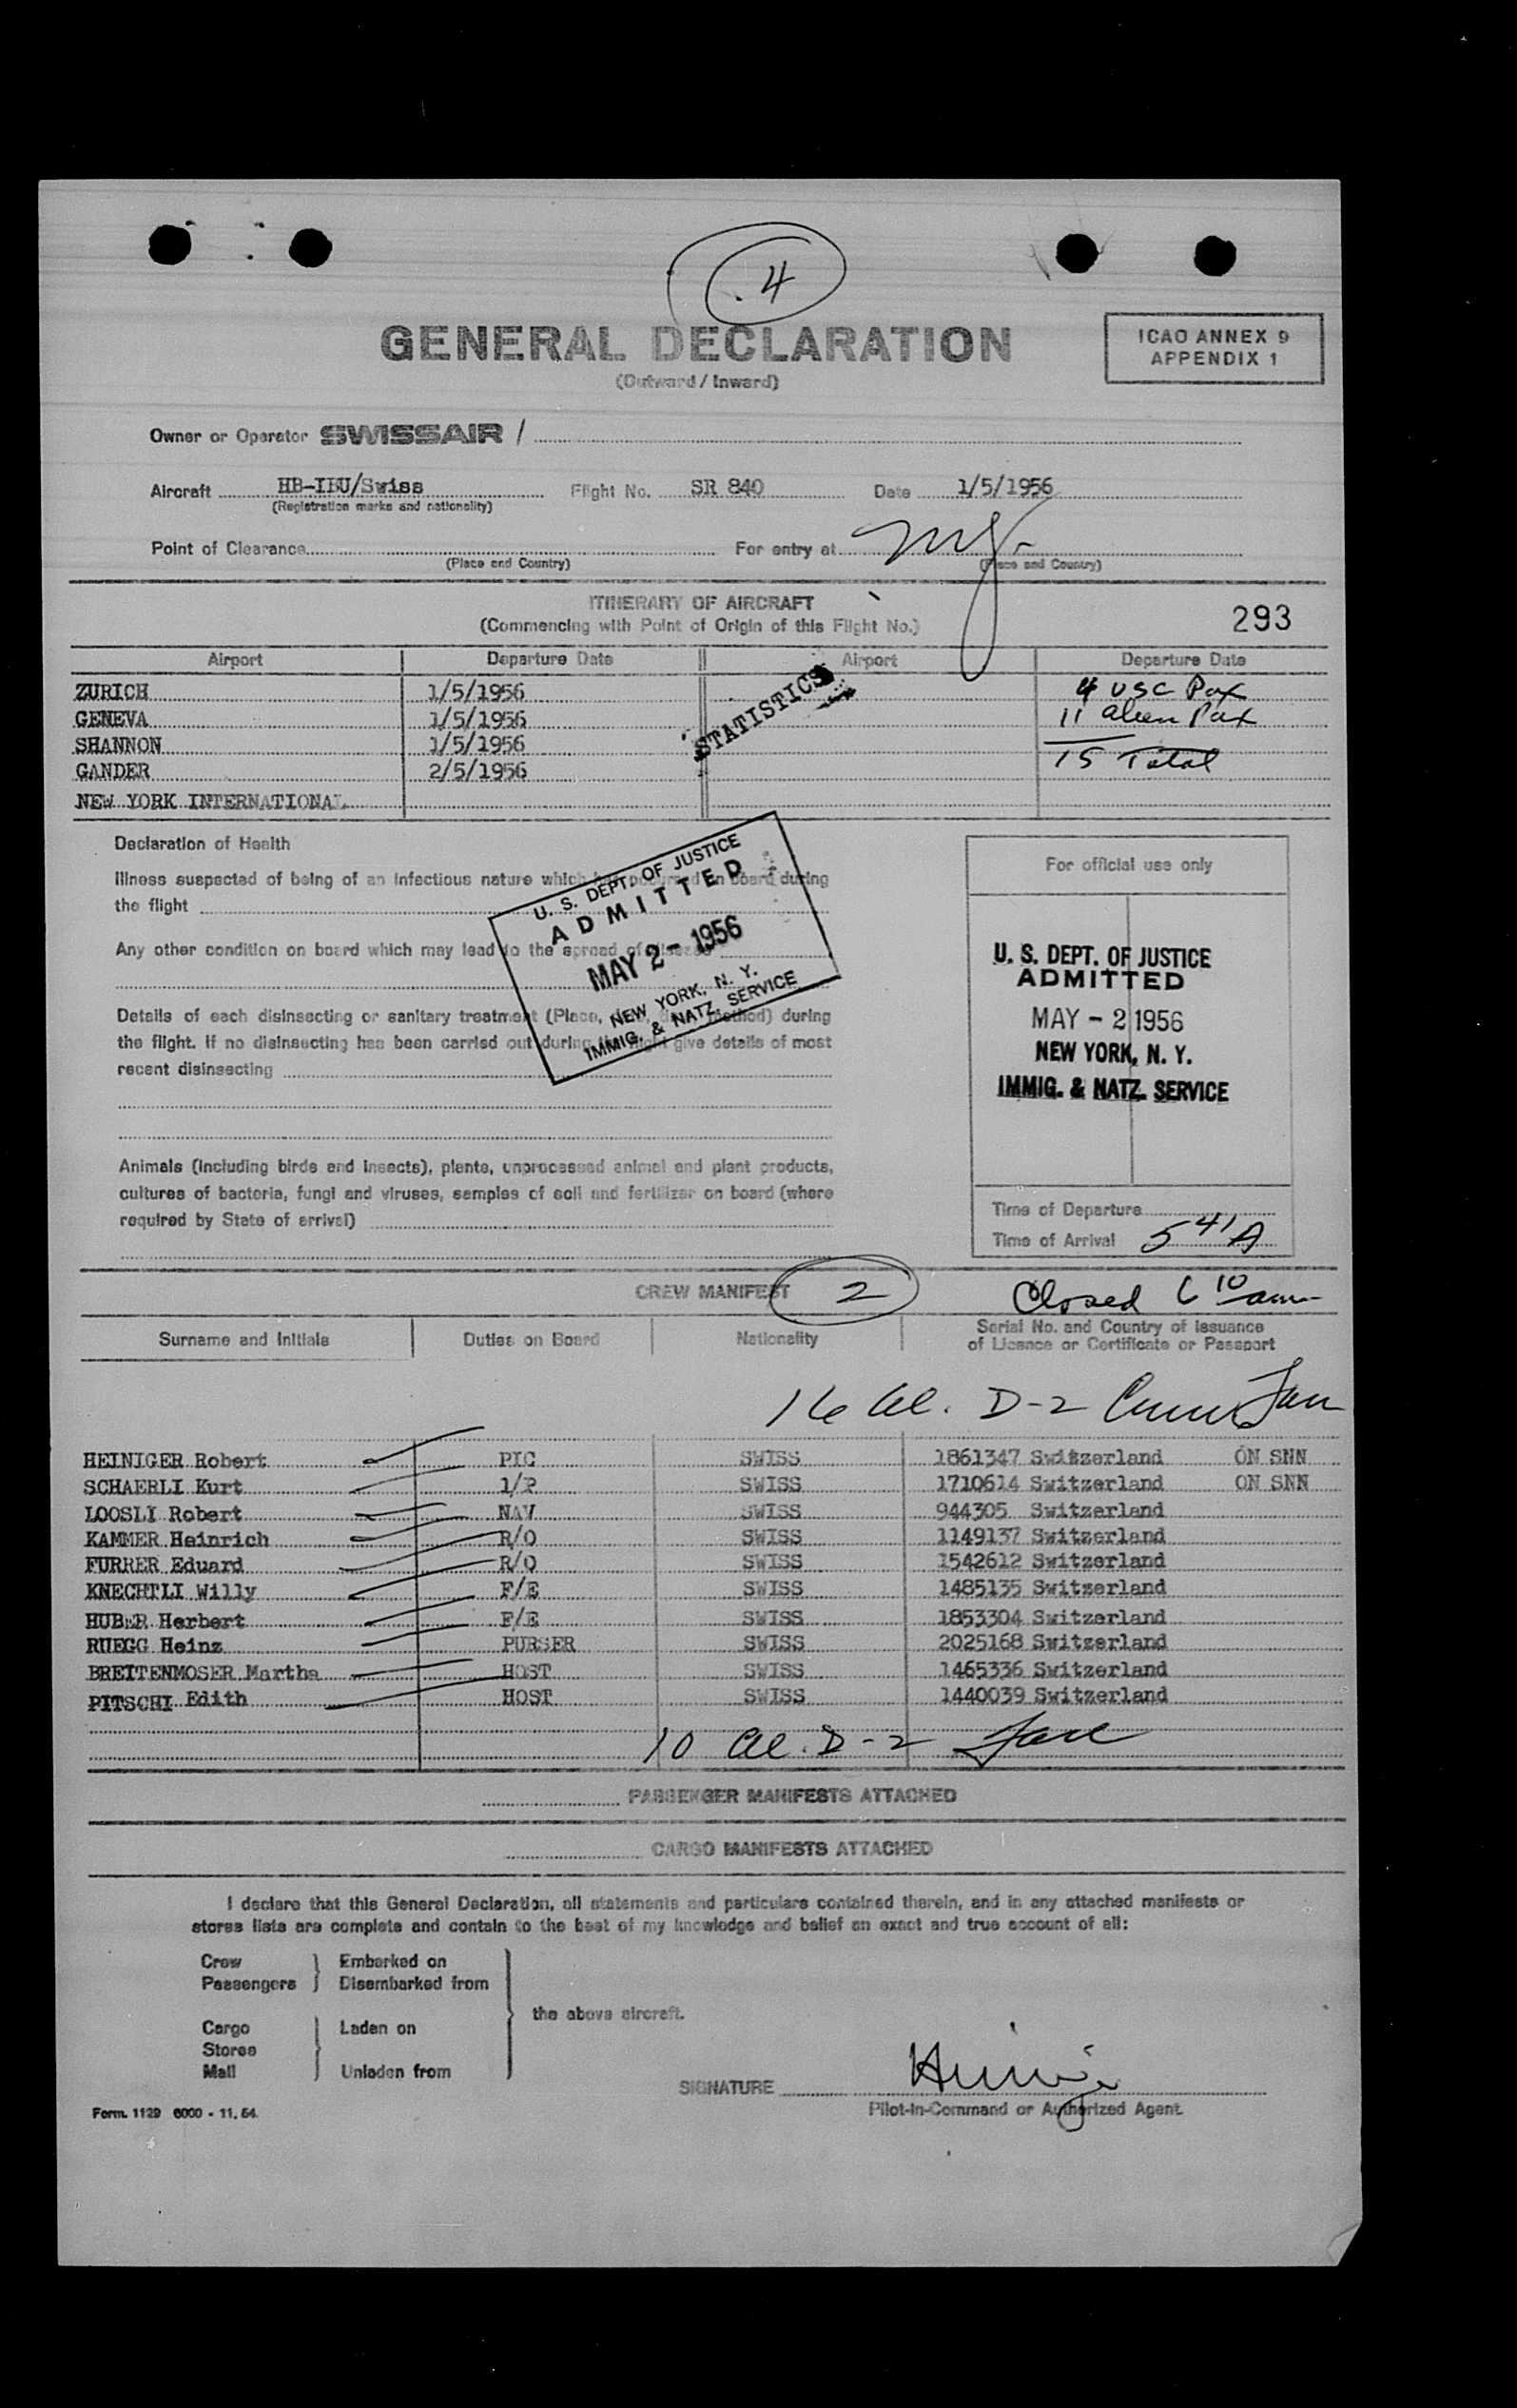 4
GENERAL DECLARATION
(Outward / Inward)
ICAO ANNEX 9
APPENDIX 1
Owner or Operator SWISSAIR /
Aircraft HB-IBU/Swiss Flight No. SR 840 Date 1/5/1956
(Registration marks and nationality)
Point of Clearance For entry at
(Place and Country) (Place and Country)
ITINERARY OF AIRCRAFT
(Commencing with Point of Origin of this Flight No.)
293
Airport Departure Date Airport Departure Date
ZURICH 1/5/1956 4 USC Pax
GENEVA 1/5/1956 11 alien Pax
SHANNON 1/5/1956 15 Total
GANDER 2/5/1956
NEW YORK INTERNATIONAL
STATISTICS
Declaration of Health
Illness suspected of being of an infectious nature which has occurred on board during
the flight
Any other condition on board which may lead to the spread of disease
Details of each disinsecting or sanitary treatment (Place, date, method) during
the flight. If no disinsecting has been carried out during the flight give details of most
recent disinsecting
Animals (including birds and insects), plants, unprocessed animal and plant products,
cultures of bacteria, fungi and viruses, samples of soil and fertilizer on board (where
required by State of arrival)
U. S. DEPT. OF JUSTICE
ADMITTED
MAY 2 - 1956
NEW YORK, N. Y.
IMMIG. & NATZ. SERVICE
For official use only
U. S. DEPT. OF JUSTICE
ADMITTED
MAY - 2 1956
NEW YORK, N. Y.
IMMIG. & NATZ. SERVICE
Time of Departure
Time of Arrival 5 41 A
CREW MANIFEST 2 Closed 6 10 am
Surname and Initials Duties on Board Nationality Serial No. and Country of issuance
of Licence or Certificate or Passport
16 al. D-2
HEINIGER Robert PIC SWISS 1861347 Switzerland ON SNN
SCHAERLI Kurt 1/P SWISS 1710614 Switzerland ON SNN
LOOSLI Robert NAV SWISS 944305 Switzerland
KAMMER Heinrich R/O SWISS 1149137 Switzerland
FURRER Eduard R/O SWISS 1542612 Switzerland
KNECHTLI Willy F/E SWISS 1485135 Switzerland
HUBER Herbert F/E SWISS 1853304 Switzerland
RUEGG Heinz PURSER SWISS 2025168 Switzerland
BREITENMOSER Martha HOST SWISS 1465336 Switzerland
PITSCHI Edith HOST SWISS 1440039 Switzerland
10 al. D-2
PASSENGER MANIFESTS ATTACHED
CARGO MANIFESTS ATTACHED
I declare that this General Declaration, all statements and particulars contained therein, and in any attached manifests or
stores lists are complete and contain to the best of my knowledge and belief an exact and true account of all:
Crew Embarked on
Passengers Disembarked from
the above aircraft.
Cargo Laden on
Stores
Mail Unladen from
SIGNATURE
Pilot-in-Command or Authorized Agent
Form. 1129 6000 - 11. 54.